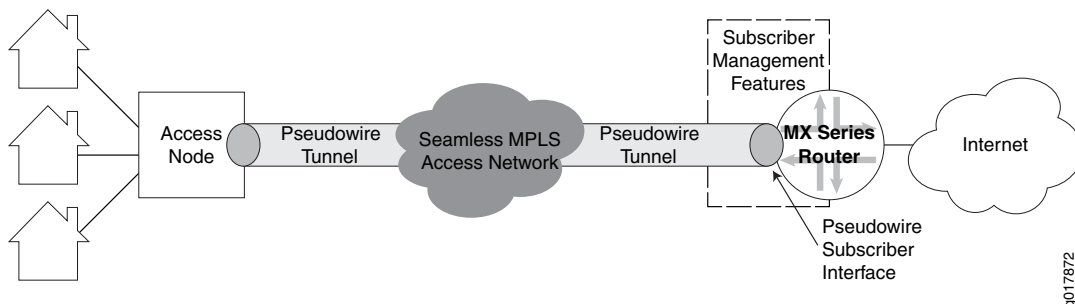 Subscriber
Management
Features
Access
Node
Pseudowire
Tunnel
Seamless MPLS
Access Network
Pseudowire
Tunnel
MX Series
Router
Internet
Pseudowire
Subscriber
Interface
g017872